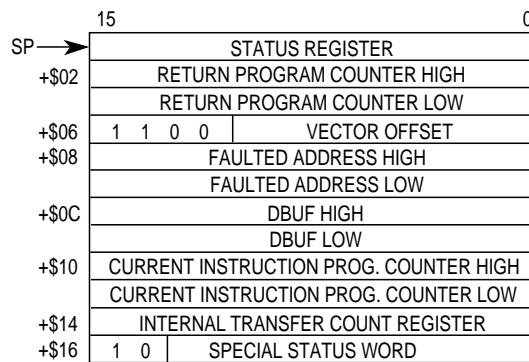 15 0
SP STATUS REGISTER
+$02 RETURN PROGRAM COUNTER HIGH
RETURN PROGRAM COUNTER LOW
+$06 1 1 0 0 VECTOR OFFSET
+$08 FAULTED ADDRESS HIGH
FAULTED ADDRESS LOW
+$0C DBUF HIGH
DBUF LOW
+$10 CURRENT INSTRUCTION PROG. COUNTER HIGH
CURRENT INSTRUCTION PROG. COUNTER LOW
+$14 INTERNAL TRANSFER COUNT REGISTER
+$16 1 0 SPECIAL STATUS WORD